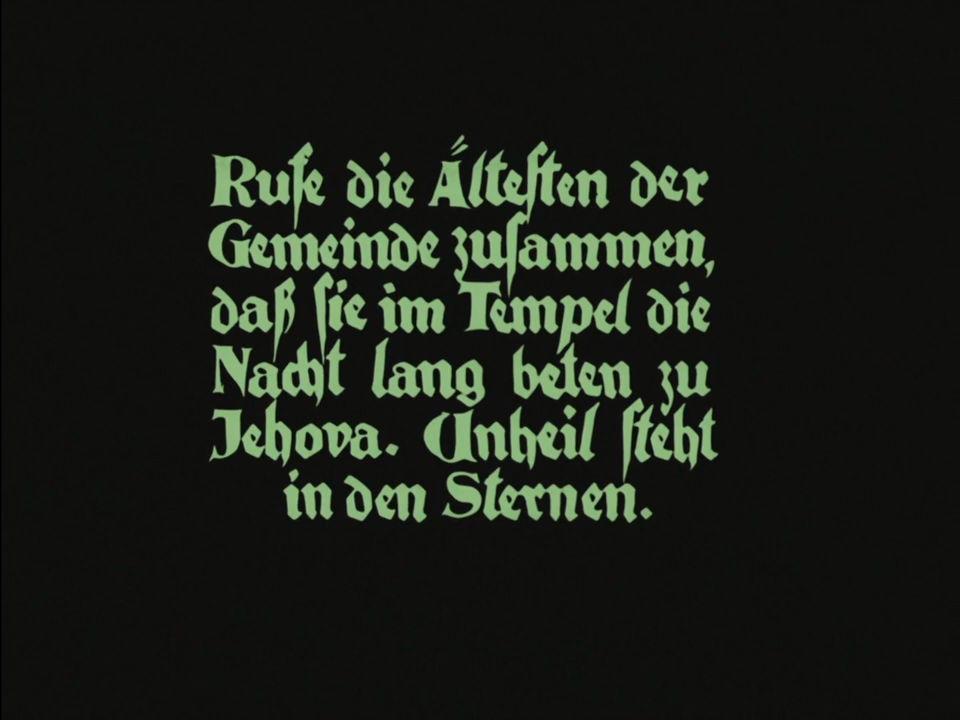 Rufe die Ältesten der
Gemeinde zusammen,
daß sie im Tempel die
Nacht lang beten zu
Jehova. Unheil steht
in den Sternen.